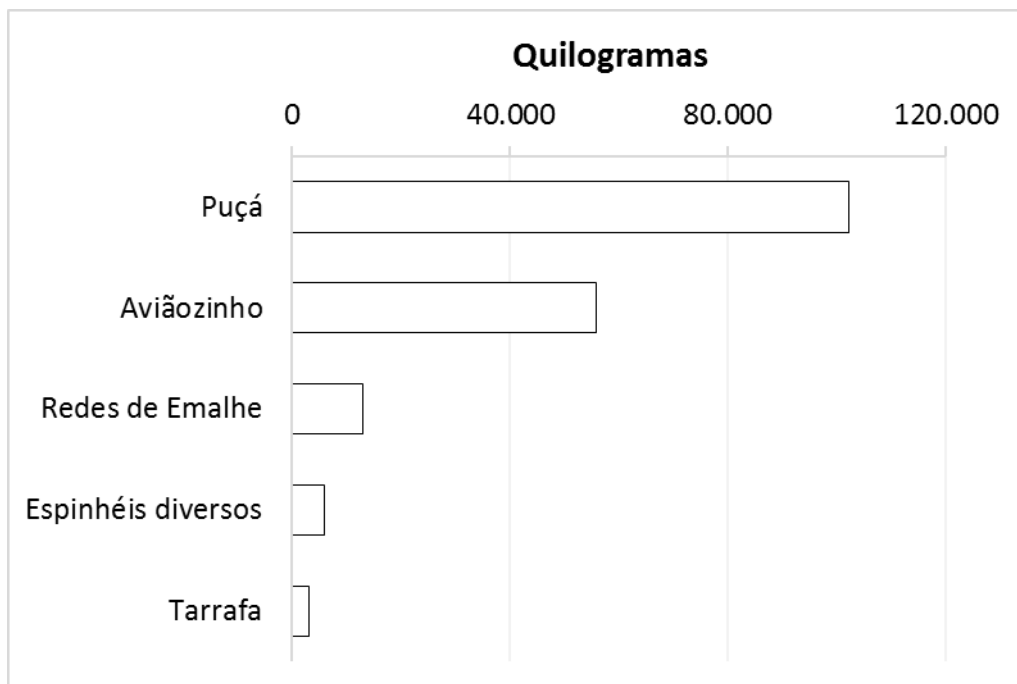 Quilogramas
0 40.000 80.000 120.000
Puçá
Aviãozinho
Redes de Emalhe
Espinhéis diversos
Tarrafa